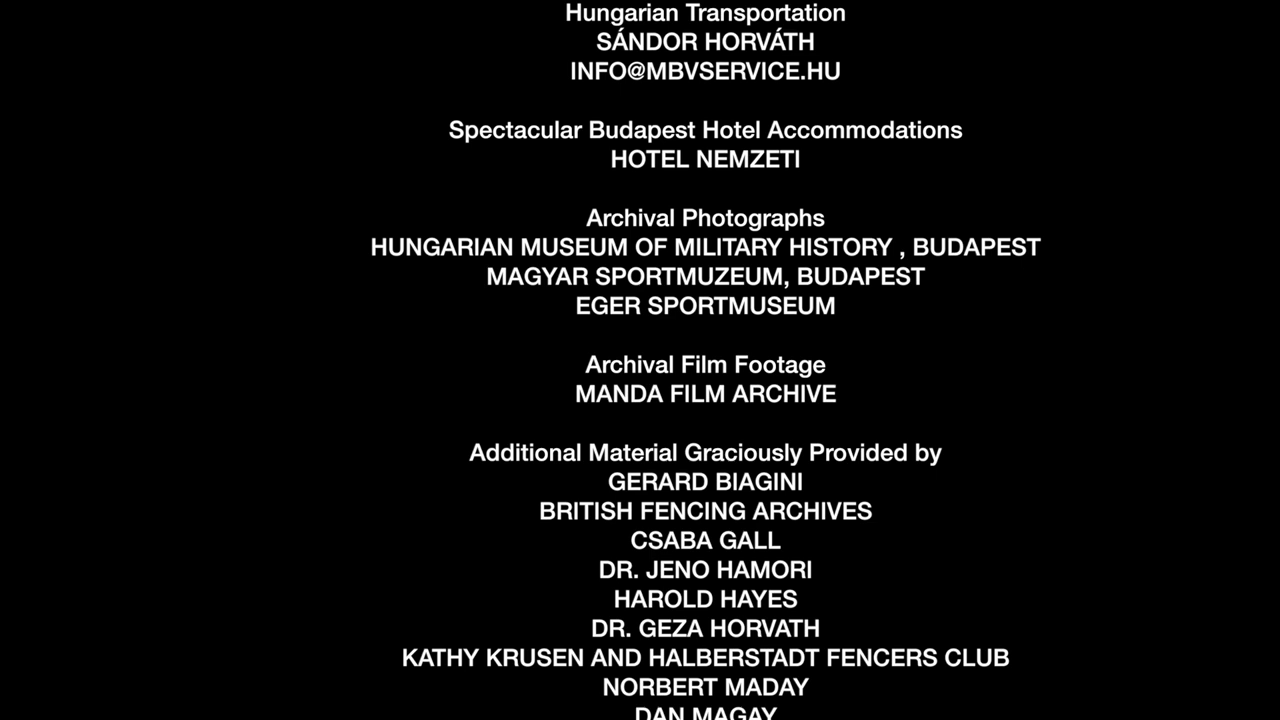 Hungarian Transportation
SÁNDOR HORVÁTH
INFO@MBVSERVICE.HU
Spectacular Budapest Hotel Accommodations
HOTEL NEMZETI
Archival Photographs
HUNGARIAN MUSEUM OF MILITARY HISTORY , BUDAPEST
MAGYAR SPORTMUZEUM, BUDAPEST
EGER SPORTMUSEUM
Archival Film Footage
MANDA FILM ARCHIVE
Additional Material Graciously Provided by
GERARD BIAGINI
BRITISH FENCING ARCHIVES
CSABA GALL
DR. JENO HAMORI
HAROLD HAYES
DR. GEZA HORVATH
KATHY KRUSEN AND HALBERSTADT FENCERS CLUB
NORBERT MADAY
DAN MAGAY